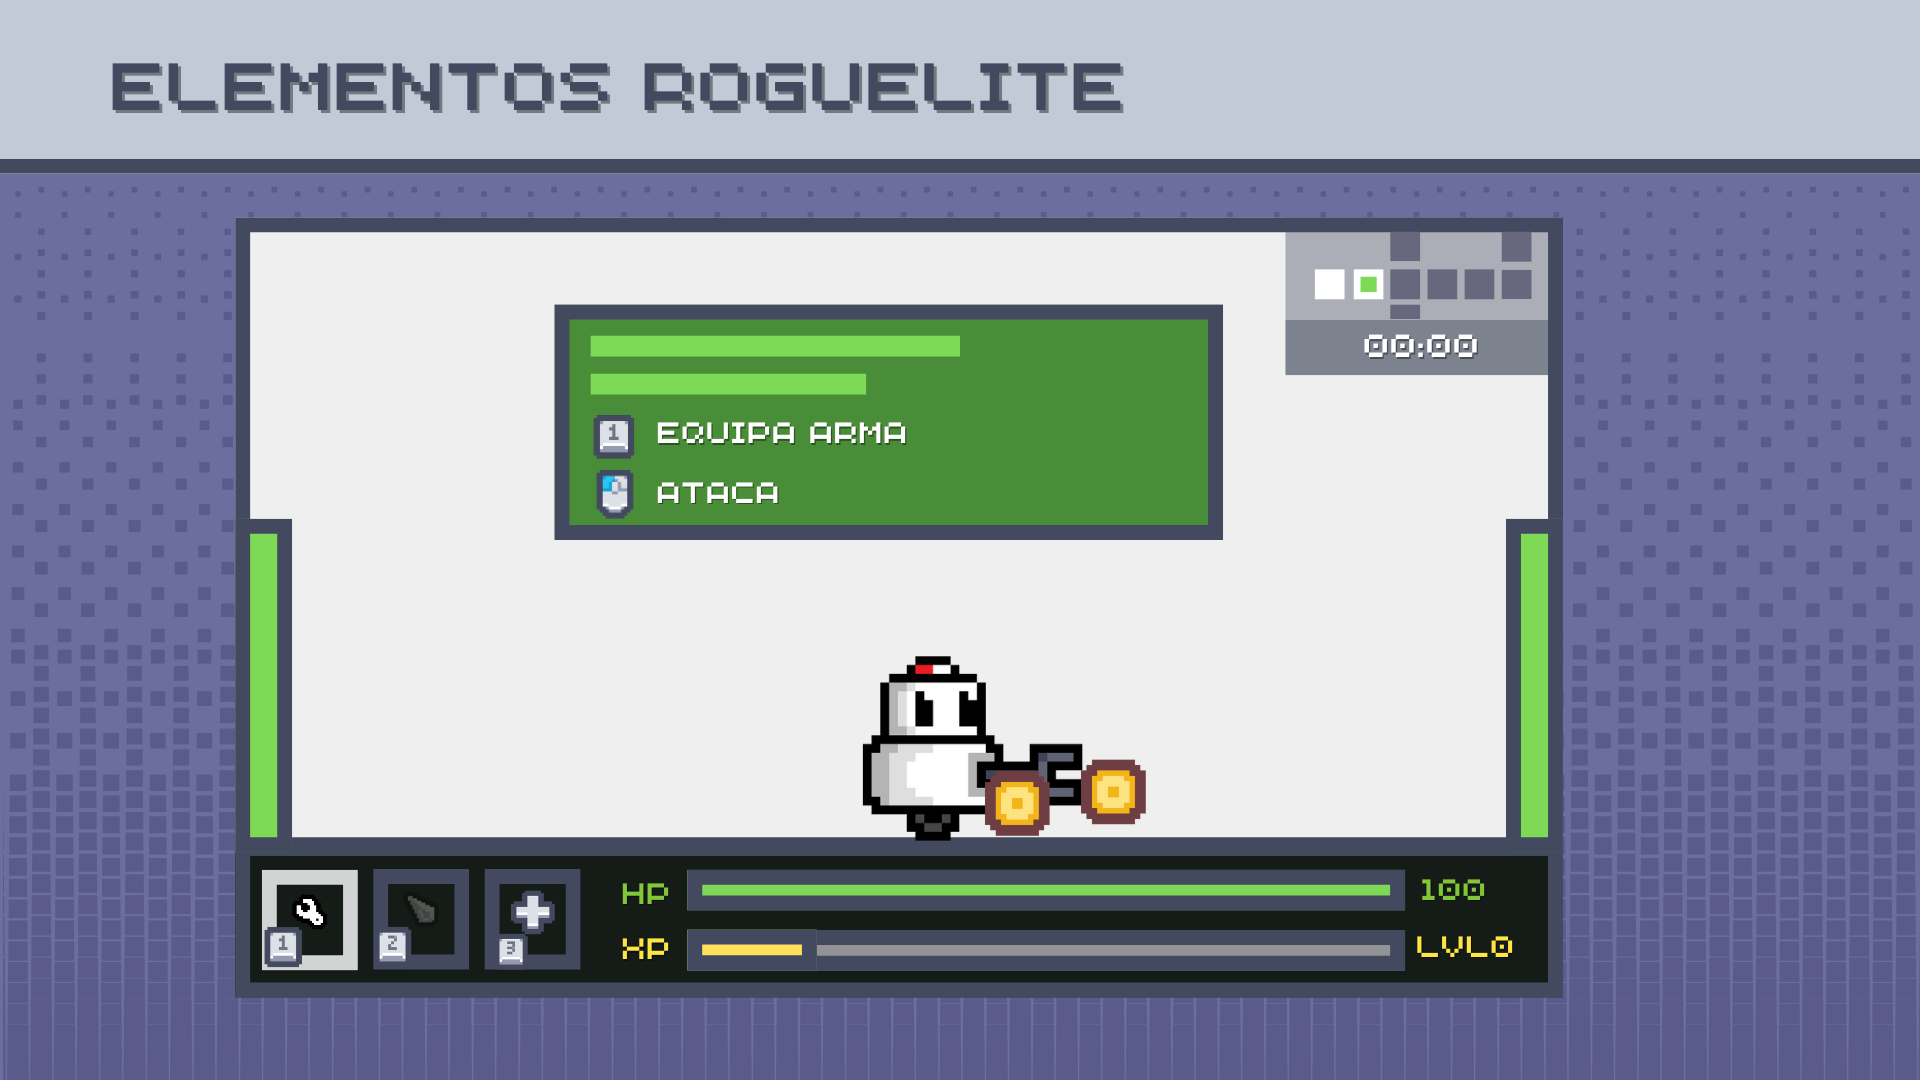 ELEMENTOS ROGUELITE
00:00
1 EQUIPA ARMA
ATACA
1 2 3
HP 100
XP LVL0